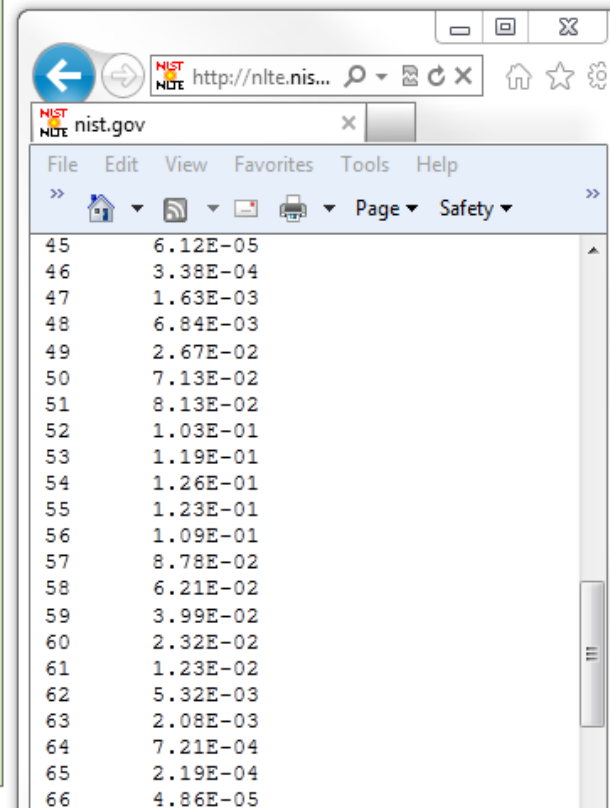 NIST NLTE http://nlte.nis...
NIST NLTE nist.gov
File Edit View Favorites Tools Help
Page Safety
45 6.12E-05
46 3.38E-04
47 1.63E-03
48 6.84E-03
49 2.67E-02
50 7.13E-02
51 8.13E-02
52 1.03E-01
53 1.19E-01
54 1.26E-01
55 1.23E-01
56 1.09E-01
57 8.78E-02
58 6.21E-02
59 3.99E-02
60 2.32E-02
61 1.23E-02
62 5.32E-03
63 2.08E-03
64 7.21E-04
65 2.19E-04
66 4.86E-05